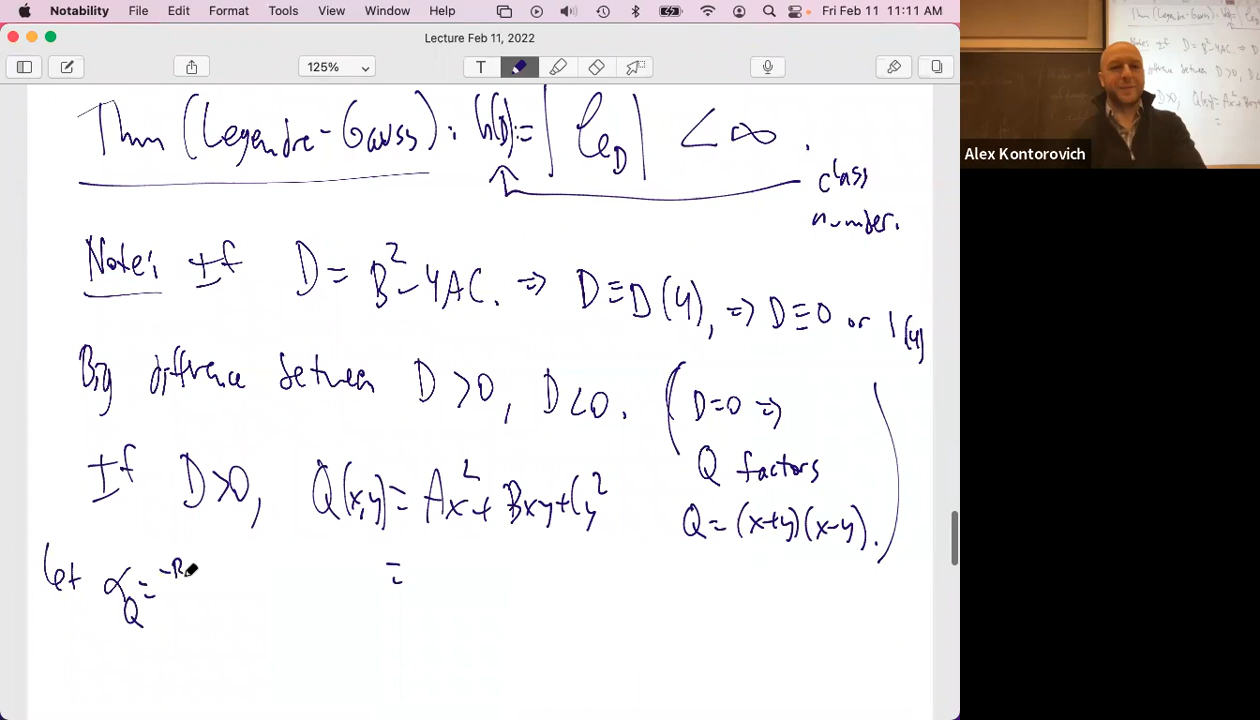 Notability File Edit Format Tools View Window Help Fri Feb 11 11:11 AM
Lecture Feb 11, 2022
125% T
Thm (Legendre-Gauss): h(D):= |𝒞ℓ_D| < ∞.
class
number.
Note: If D = B² - 4AC. ⇒ D ≡ D (4), ⇒ D ≡ 0 or 1 (4)
Big difference between D > 0, D < 0. (D = 0 ⇒
Q factors
If D > 0, Q(x,y) = Ax² + Bxy + Cy²
Q = (x+y)(x-y).)
Let α_Q = -B =
Alex Kontorovich